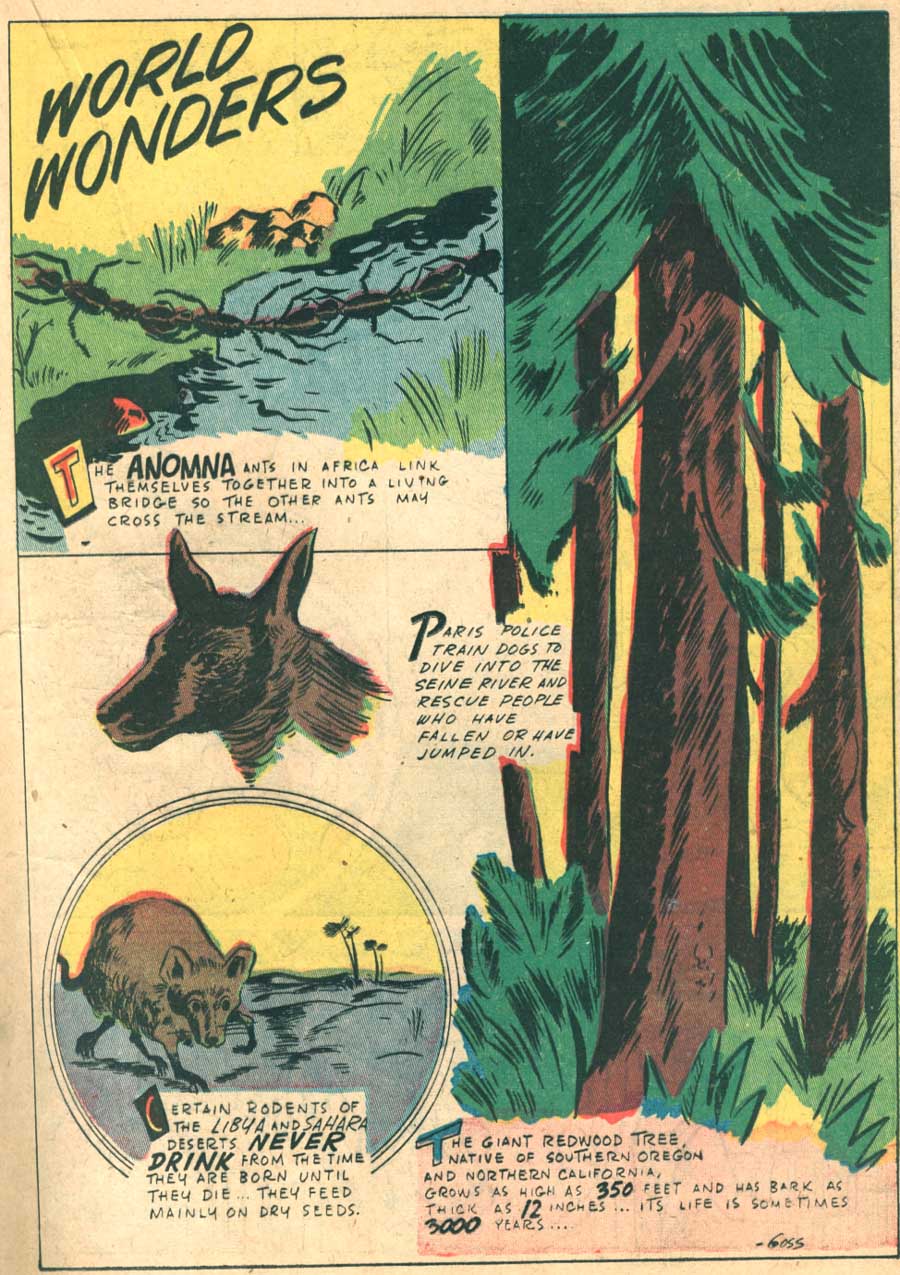 WORLD
WONDERS
THE ANOMNA ANTS IN AFRICA LINK
THEMSELVES TOGETHER INTO A LIVING
BRIDGE SO THE OTHER ANTS MAY
CROSS THE STREAM...
PARIS POLICE
TRAIN DOGS TO
DIVE INTO THE
SEINE RIVER AND
RESCUE PEOPLE
WHO HAVE
FALLEN OR HAVE
JUMPED IN.
CERTAIN RODENTS OF
THE LIBYA AND SAHARA
DESERTS NEVER
DRINK FROM THE TIME
THEY ARE BORN UNTIL
THEY DIE... THEY FEED
MAINLY ON DRY SEEDS.
THE GIANT REDWOOD TREE,
NATIVE OF SOUTHERN OREGON
AND NORTHERN CALIFORNIA,
GROWS AS HIGH AS 350 FEET AND HAS BARK AS
THICK AS 12 INCHES... ITS LIFE IS SOMETIMES
3000 YEARS....
-GOSS